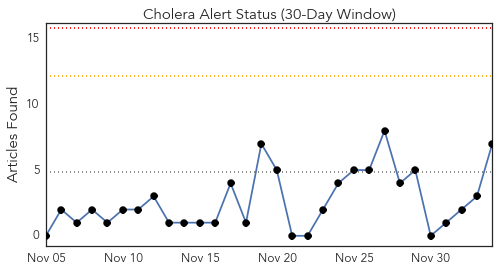 Cholera Alert Status (30-Day Window)
15
10
5
0
Articles Found
Nov 05 Nov 10 Nov 15 Nov 20 Nov 25 Nov 30